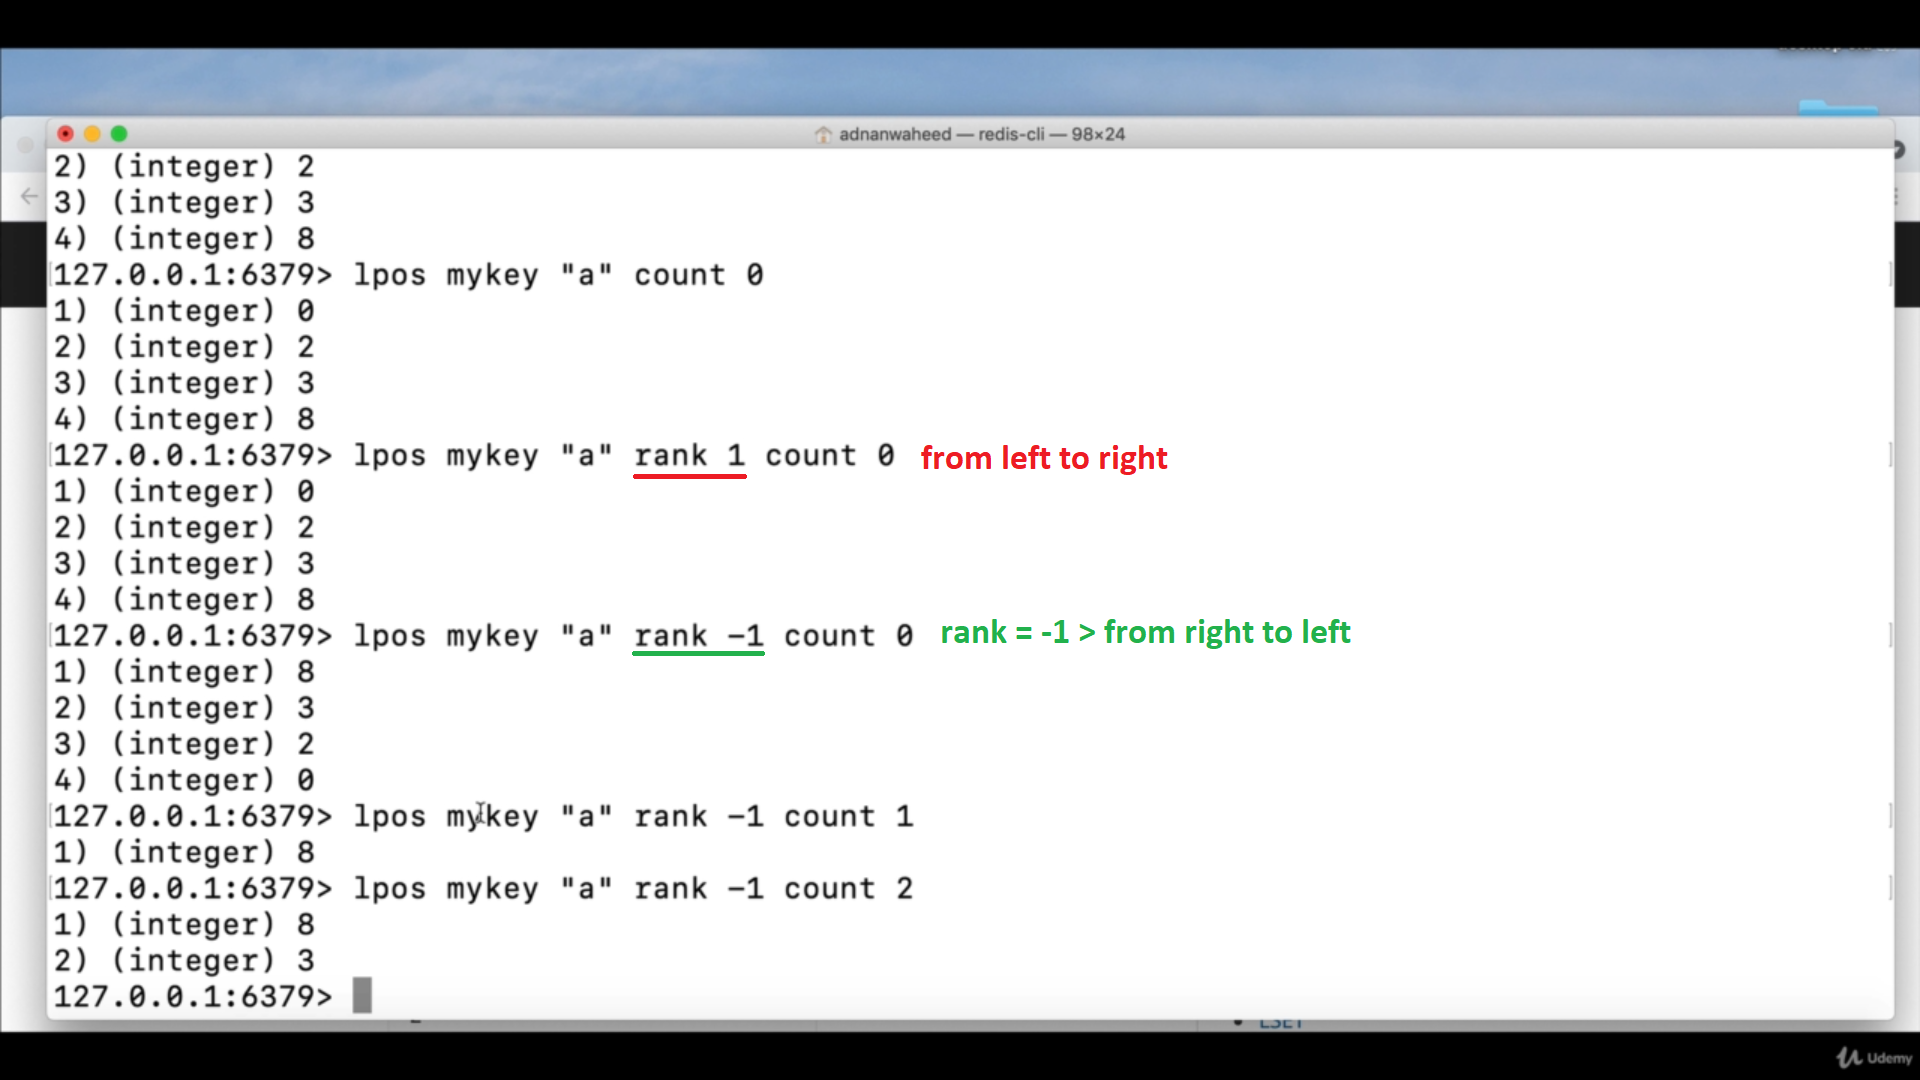 adnanwaheed — redis-cli — 98×24
2) (integer) 2
3) (integer) 3
4) (integer) 8
127.0.0.1:6379> lpos mykey "a" count 0
1) (integer) 0
2) (integer) 2
3) (integer) 3
4) (integer) 8
127.0.0.1:6379> lpos mykey "a" rank 1 count 0 from left to right
1) (integer) 0
2) (integer) 2
3) (integer) 3
4) (integer) 8
127.0.0.1:6379> lpos mykey "a" rank -1 count 0 rank = -1 > from right to left
1) (integer) 8
2) (integer) 3
3) (integer) 2
4) (integer) 0
127.0.0.1:6379> lpos mykey "a" rank -1 count 1
1) (integer) 8
127.0.0.1:6379> lpos mykey "a" rank -1 count 2
1) (integer) 8
2) (integer) 3
127.0.0.1:6379>
LSET
Udemy